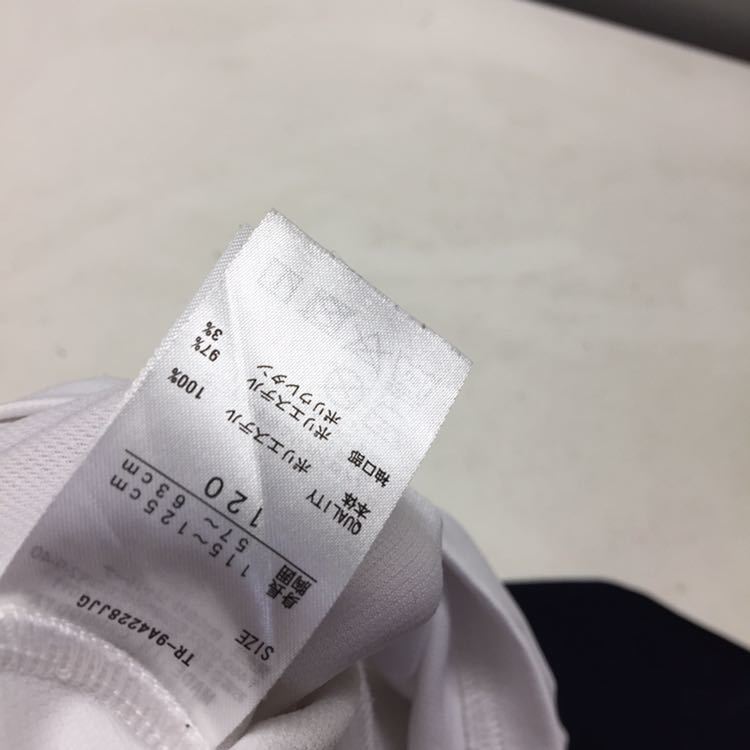 TR-9A4228JJG
SIZE
身長 115～125cm
胸囲 57～63cm
120
QUALITY
本体 ポリエステル 100%
袖口部 ポリエステル 97%
ポリウレタン 3%